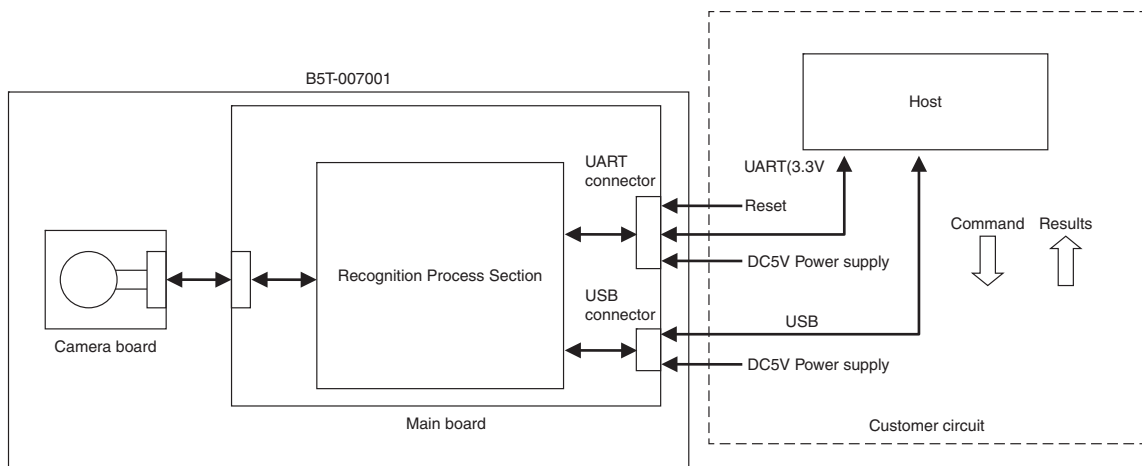 B5T-007001
Host
UART
connector
UART(3.3V
Reset
Command
Results
DC5V Power supply
Recognition Process Section
USB
connector
USB
Camera board
DC5V Power supply
Main board
Customer circuit